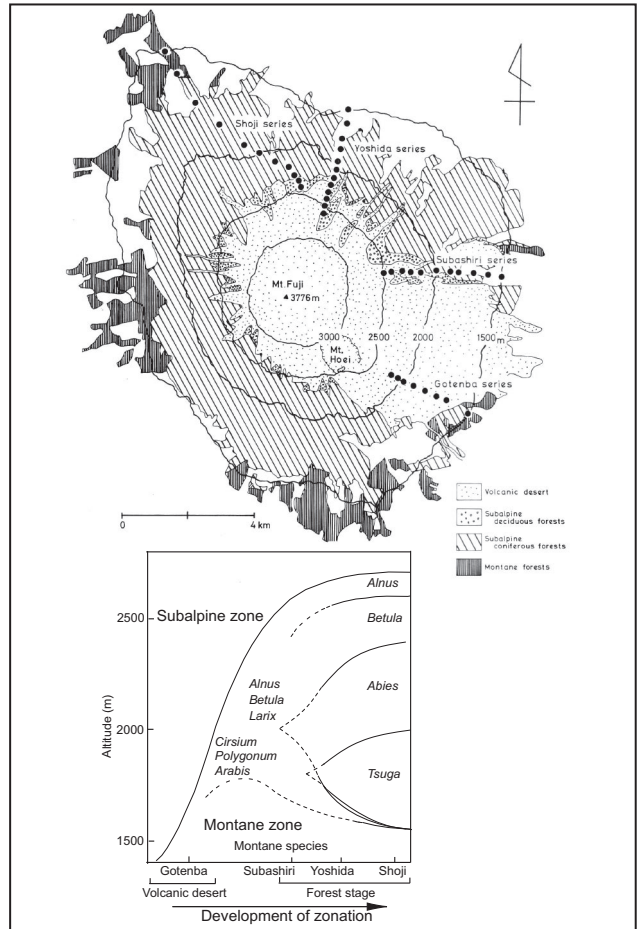 Shoji series
Yoshida series
Subashiri series
Mt. Fuji
▲ 3776 m
3000 2500 2000 1500m
Mt.
Hoei
Gotenba series
0 4 km
Volcanic desert
Subalpine
deciduous forests
Subalpine
coniferous forests
Montane forests
Alnus
Subalpine zone
Betula
2500
Alnus
Betula
Larix
Abies
Altitude (m)
2000
Cirsium
Polygonum
Arabis
Tsuga
Montane zone
Montane species
1500
Gotenba Subashiri Yoshida Shoji
Volcanic desert Forest stage
Development of zonation